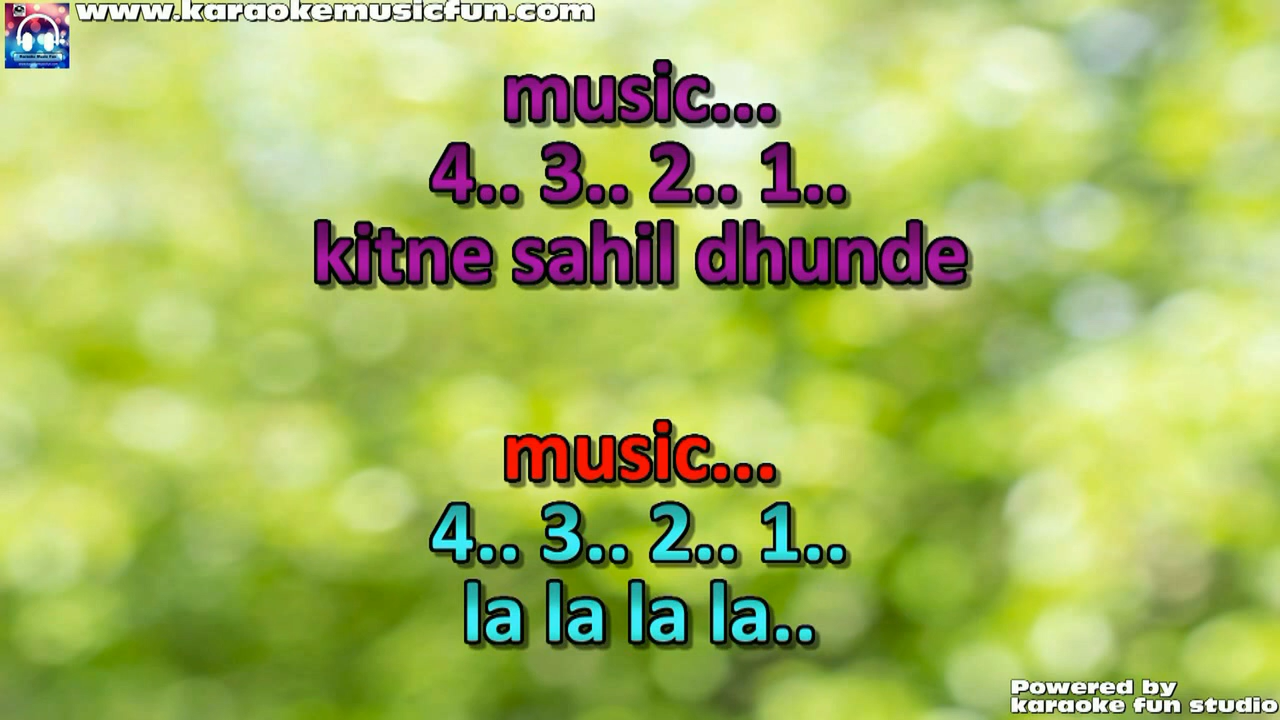 www.karaokemusicfun.com
music...
4.. 3.. 2.. 1..
kitne sahil dhunde
music...
4.. 3.. 2.. 1..
la la la la..
Powered by
karaoke fun studio